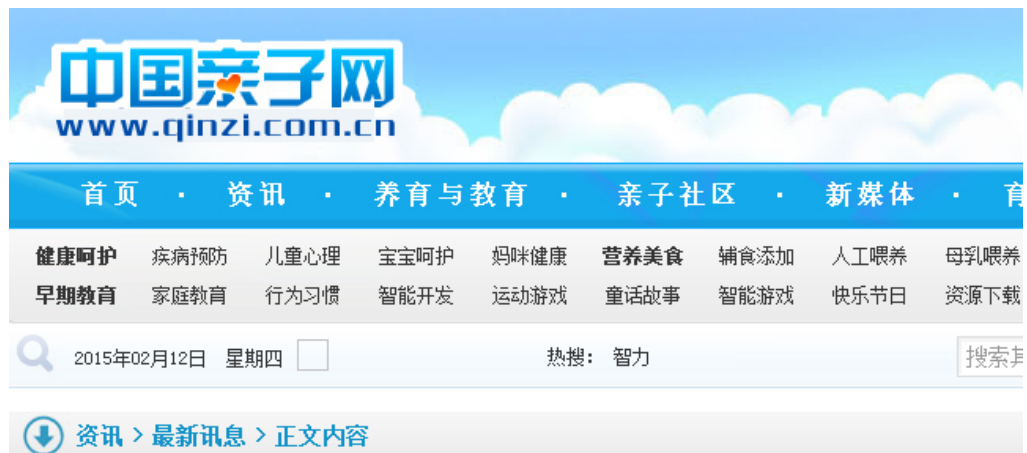 中国亲子网
www.qinzi.com.cn
首页 · 资讯 · 养育与教育 · 亲子社区 · 新媒体 · 育
健康呵护 疾病预防 儿童心理 宝宝呵护 妈咪健康 营养美食 辅食添加 人工喂养 母乳喂养
早期教育 家庭教育 行为习惯 智能开发 运动游戏 童话故事 智能游戏 快乐节日 资源下载
2015年02月12日 星期四 热搜： 智力 搜索其
资讯 > 最新讯息 > 正文内容